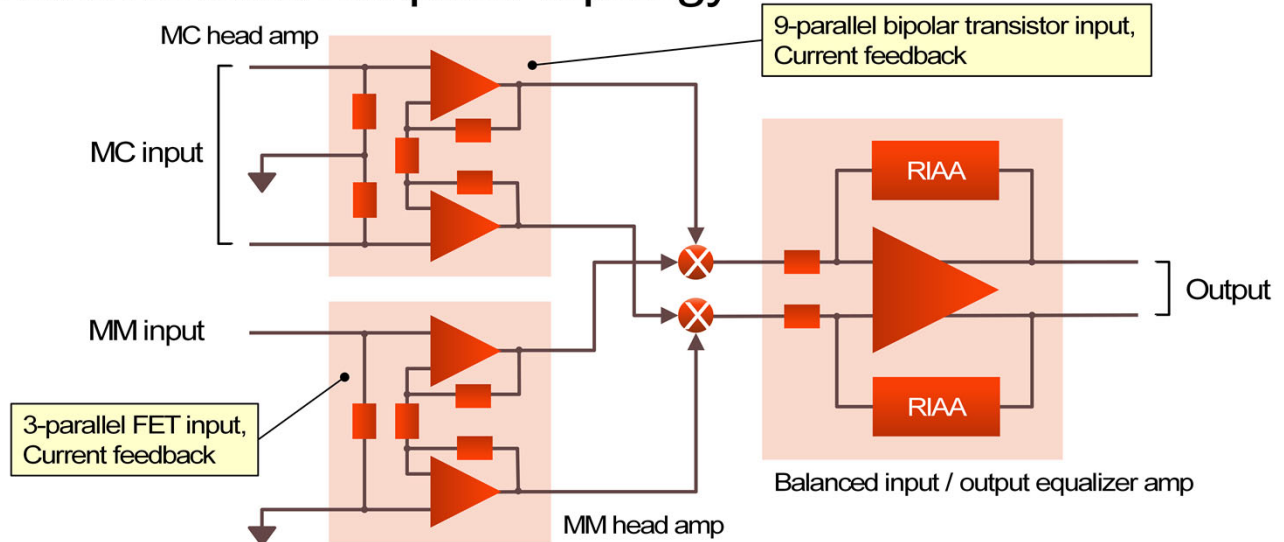 MC head amp
9-parallel bipolar transistor input,
Current feedback
MC input
RIAA
Output
MM input
RIAA
3-parallel FET input,
Current feedback
Balanced input / output equalizer amp
MM head amp